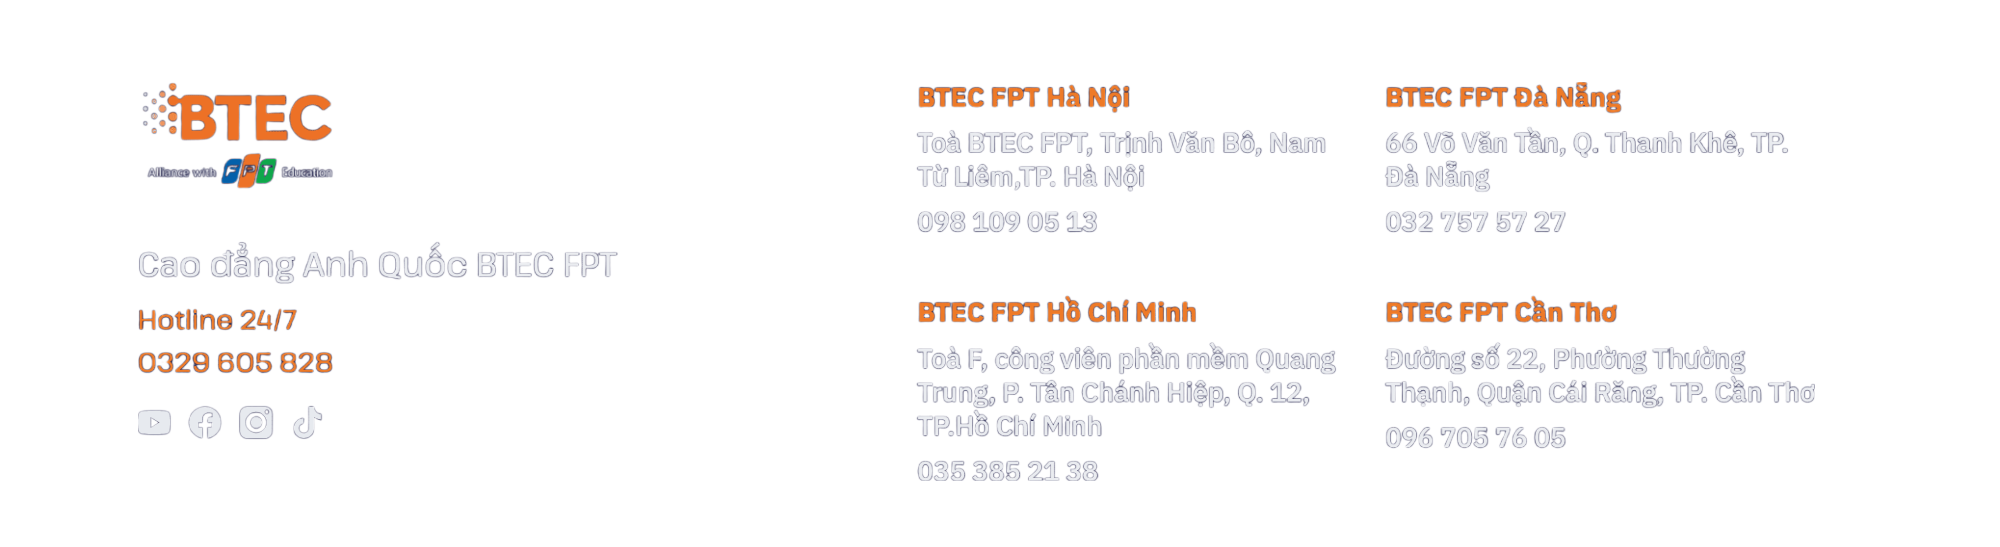 BTEC
Alliance with FPT Education
Cao đẳng Anh Quốc BTEC FPT
Hotline 24/7
0329 605 828
BTEC FPT Hà Nội
Toà BTEC FPT, Trịnh Văn Bô, Nam
Từ Liêm,TP. Hà Nội
098 109 05 13
BTEC FPT Đà Nẵng
66 Võ Văn Tần, Q. Thanh Khê, TP.
Đà Nẵng
032 757 57 27
BTEC FPT Hồ Chí Minh
Toà F, công viên phần mềm Quang
Trung, P. Tân Chánh Hiệp, Q. 12,
TP.Hồ Chí Minh
035 385 21 38
BTEC FPT Cần Thơ
Đường số 22, Phường Thường
Thạnh, Quận Cái Răng, TP. Cần Thơ
096 705 76 05